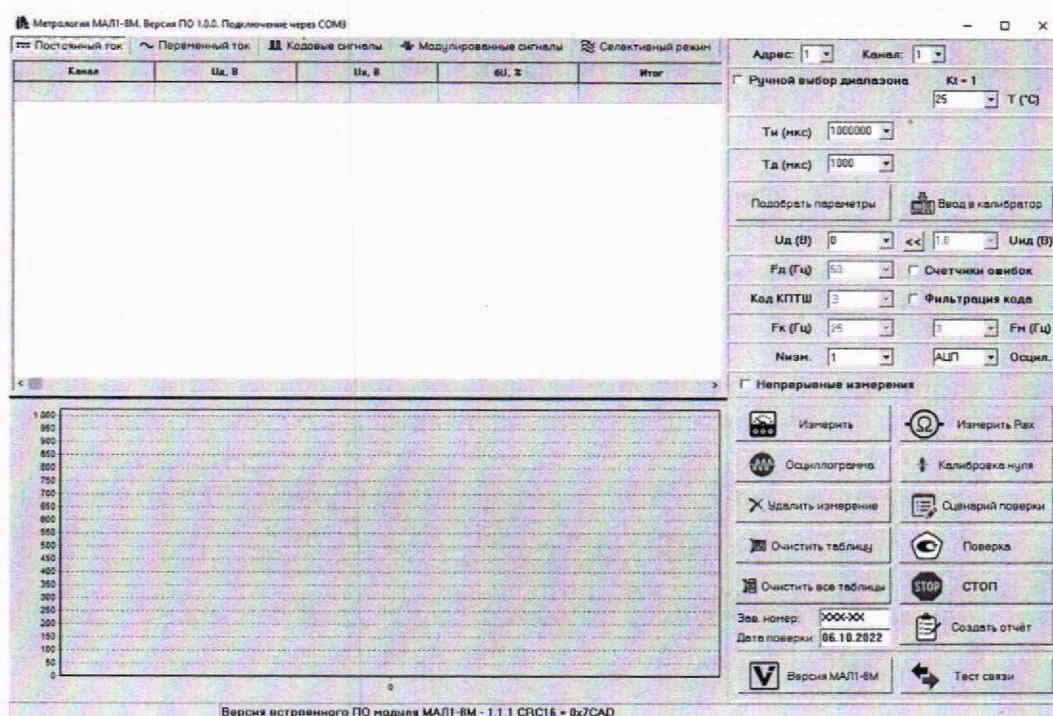 Метрология МАЛ1-8М. Версия ПО 1.0.0. Подключение через COM3
Постоянный ток
Переменный ток
Кодовые сигналы
Модулированные сигналы
Селективный режим
Канал
Uд, В
Uх, В
бU, %
Итог
Адрес: 1
Канал: 1
Ручной выбор диапазона
Kt = 1
25
T (°C)
Ти (мкс) 1000000
Тд (мкс) 1000
Подобрать параметры
Ввод в калибратор
Uд (В) 0
<<
1.0
Uнд (В)
Fд (Гц) 50
Счетчики ошибок
Код КПТШ 3
Фильтрация кода
Fк (Гц) 25
3
Fм (Гц)
Nизм. 1
АЦП
Осцил.
Непрерывные измерения
<
>
1 000
950
900
850
800
750
700
650
600
550
500
450
400
350
300
250
200
150
100
50
0
0
Измерить
Измерить Rвх
Осциллограмма
Калибровка нуля
Удалить измерение
Сценарий поверки
Очистить таблицу
Поверка
Очистить все таблицы
STOP
СТОП
Зав. номер: XXX-XX
Дата поверки: 06.10.2022
Создать отчёт
Версия МАЛ1-8М
Тест связи
Версия встроенного ПО модуля МАЛ1-8М - 1.1.1 CRC16 = 0x7CAD